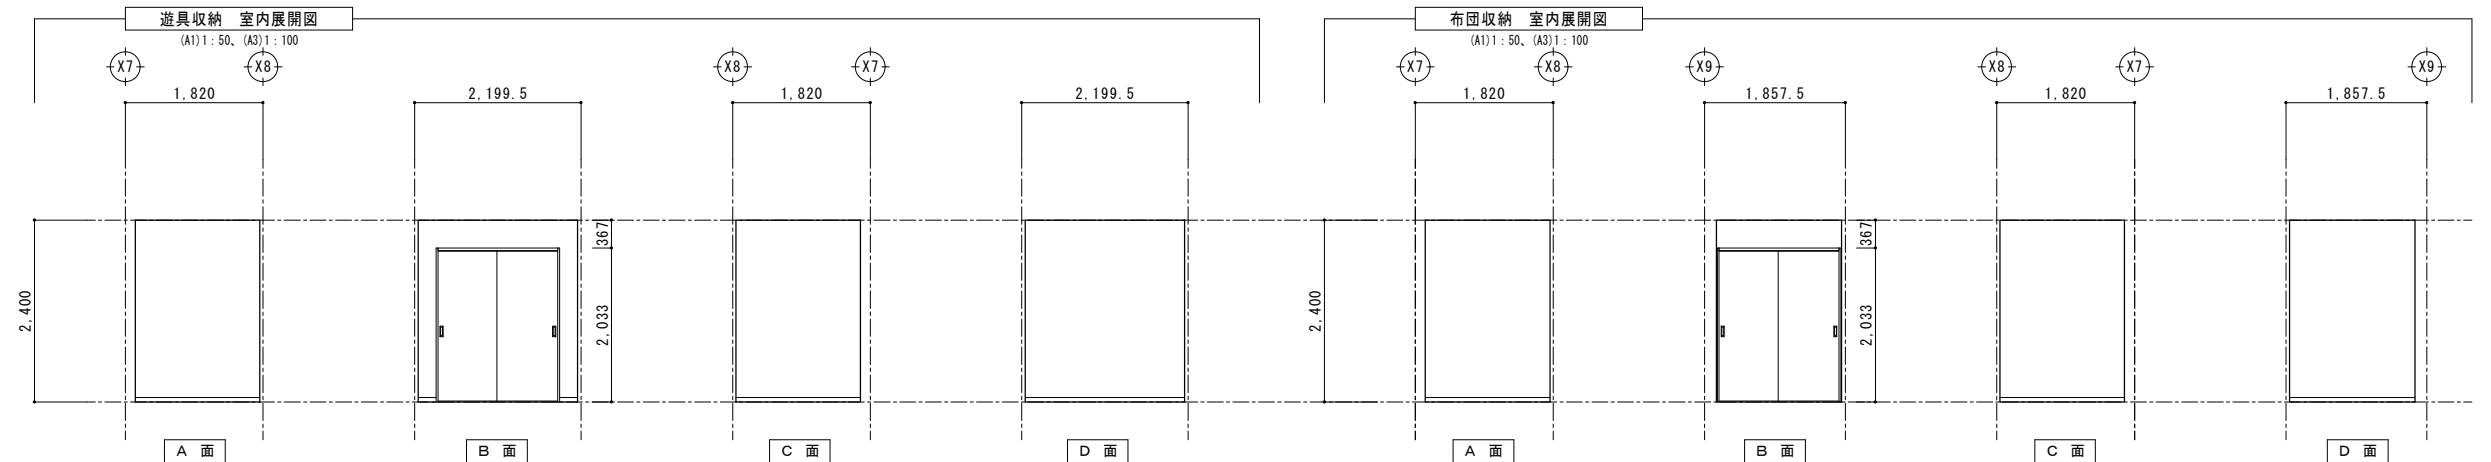 遊具収納　室内展開図
(A1)1：50、(A3)1：100
X7 X8 X8 X7
1,820 2,199.5 1,820 2,199.5
2,400
367
2,033
A 面 B 面 C 面 D 面
布団収納　室内展開図
(A1)1：50、(A3)1：100
X7 X8 X9 X8 X7 X9
1,820 1,857.5 1,820 1,857.5
2,400
367
2,033
A 面 B 面 C 面 D 面